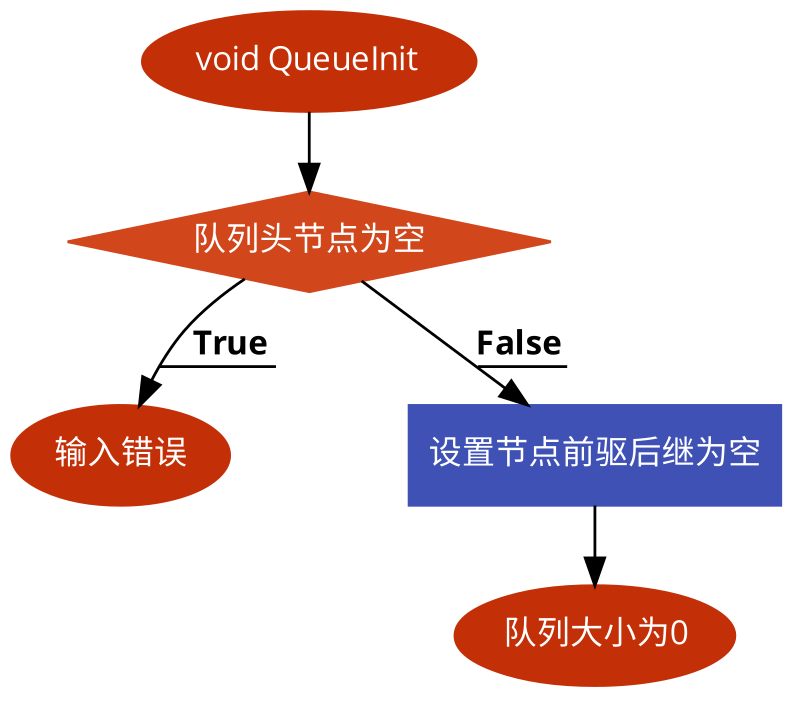 void QueueInit
队列头节点为空
True
False
输入错误
设置节点前驱后继为空
队列大小为0